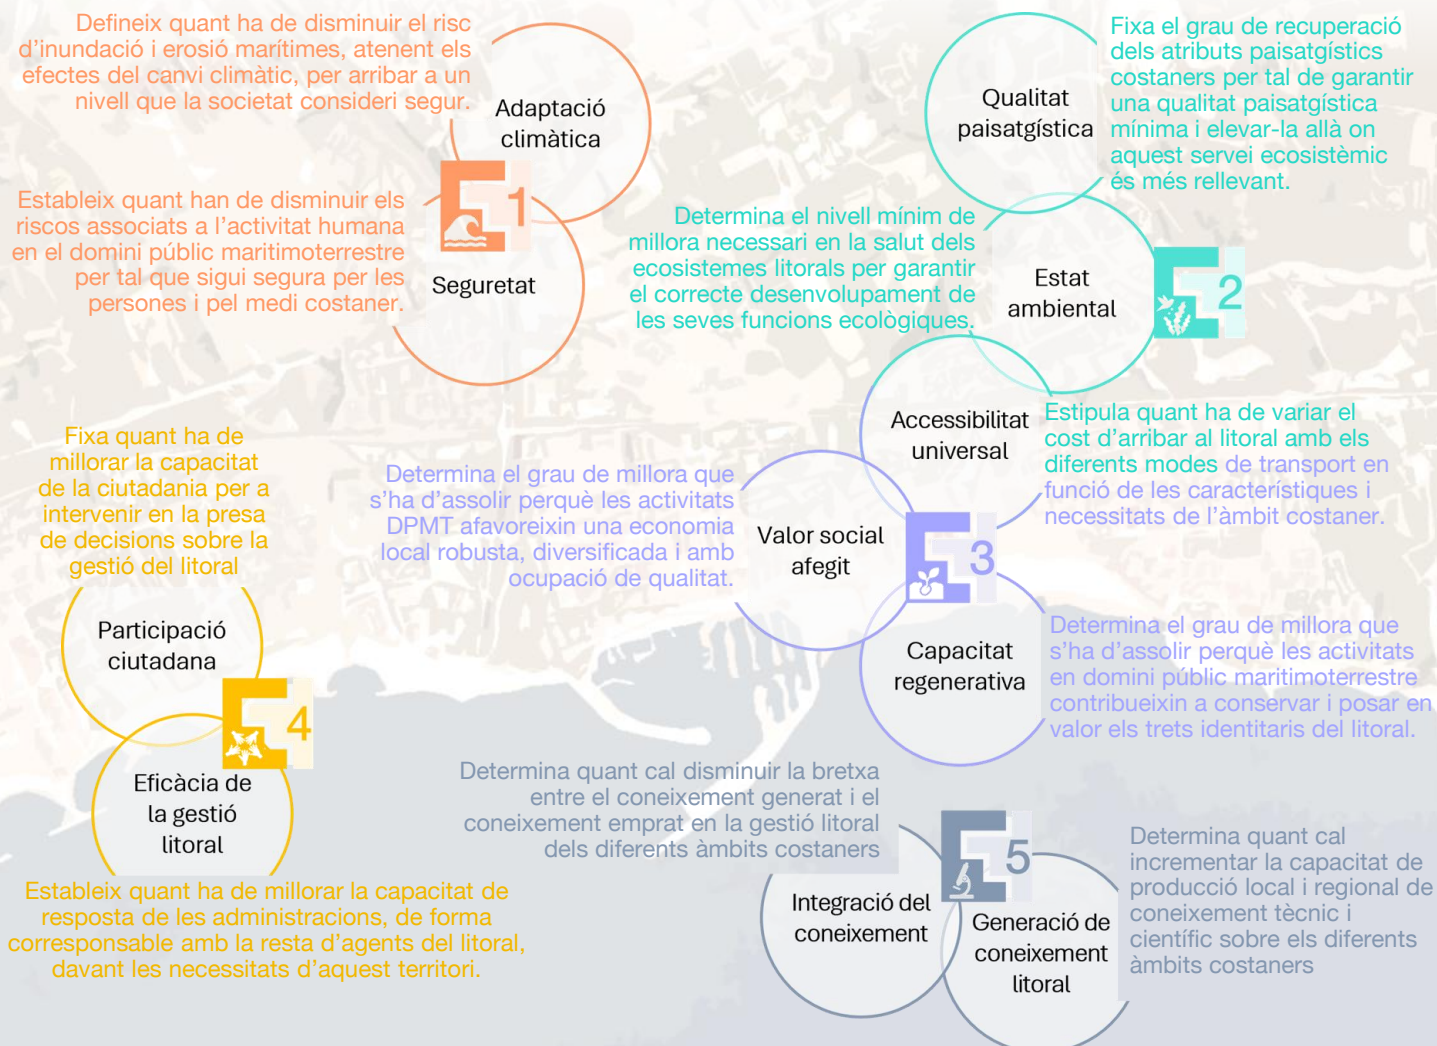 Defineix quant ha de disminuir el risc
d'inundació i erosió marítimes, atenent els
efectes del canvi climàtic, per arribar a un
nivell que la societat consideri segur.
Adaptació
climàtica
1
Estableix quant han de disminuir els
riscos associats a l'activitat humana
en el domini públic maritimoterrestre
per tal que sigui segura per les
persones i pel medi costaner.
Seguretat
Fixa el grau de recuperació
dels atributs paisatgístics
costaners per tal de garantir
una qualitat paisatgística
mínima i elevar-la allà on
aquest servei ecosistèmic
és més rellevant.
Qualitat
paisatgística
Determina el nivell mínim de
millora necessari en la salut dels
ecosistemes litorals per garantir
el correcte desenvolupament de
les seves funcions ecològiques.
Estat
ambiental
2
Accessibilitat
universal
Estipula quant ha de variar el
cost d'arribar al litoral amb els
diferents modes de transport en
funció de les característiques i
necessitats de l'àmbit costaner.
Determina el grau de millora que
s'ha d'assolir perquè les activitats
DPMT afavoreixin una economia
local robusta, diversificada i amb
ocupació de qualitat.
Valor social
afegit
3
Capacitat
regenerativa
Determina el grau de millora que
s'ha d'assolir perquè les activitats
en domini públic maritimoterrestre
contribueixin a conservar i posar en
valor els trets identitaris del litoral.
Fixa quant ha de
millorar la capacitat
de la ciutadania per a
intervenir en la presa
de decisions sobre la
gestió del litoral
Participació
ciutadana
4
Eficàcia de
la gestió
litoral
Estableix quant ha de millorar la capacitat de
resposta de les administracions, de forma
corresponsable amb la resta d'agents del litoral,
davant les necessitats d'aquest territori.
Determina quant cal disminuir la bretxa
entre el coneixement generat i el
coneixement emprat en la gestió litoral
dels diferents àmbits costaners
5
Integració del
coneixement
Generació de
coneixement
litoral
Determina quant cal
incrementar la capacitat de
producció local i regional de
coneixement tècnic i
científic sobre els diferents
àmbits costaners